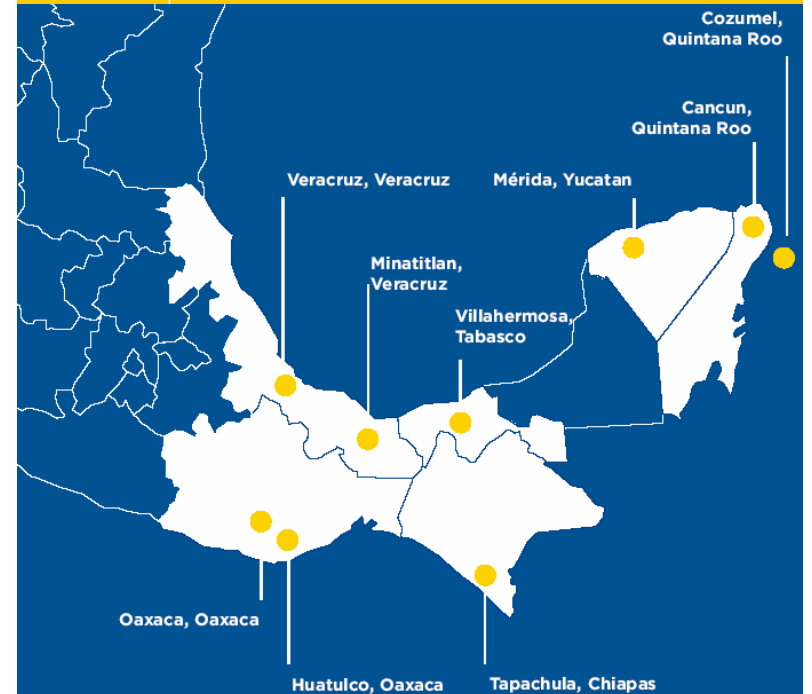 Cozumel,
Quintana Roo
Cancun,
Quintana Roo
Veracruz, Veracruz
Mérida, Yucatan
Minatitlan,
Veracruz
Villahermosa,
Tabasco
Oaxaca, Oaxaca
Huatulco, Oaxaca
Tapachula, Chiapas